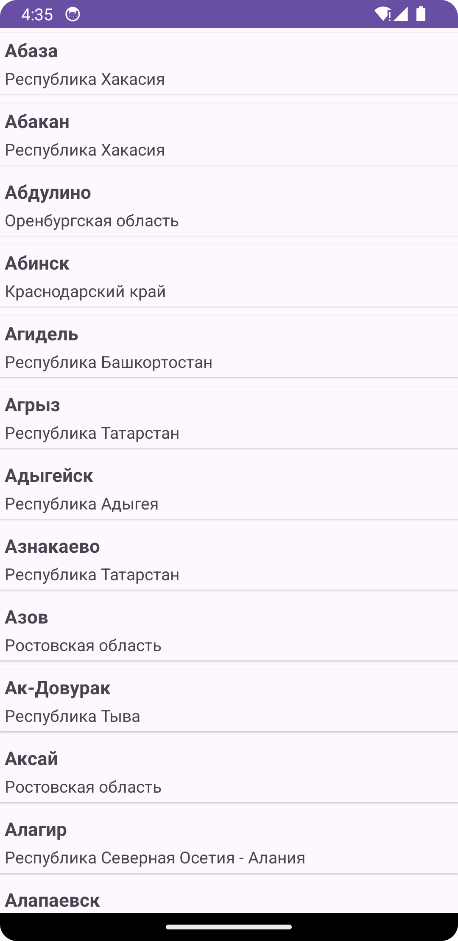 4:35
Абаза
Республика Хакасия
Абакан
Республика Хакасия
Абдулино
Оренбургская область
Абинск
Краснодарский край
Агидель
Республика Башкортостан
Агрыз
Республика Татарстан
Адыгейск
Республика Адыгея
Азнакаево
Республика Татарстан
Азов
Ростовская область
Ак-Довурак
Республика Тыва
Аксай
Ростовская область
Алагир
Республика Северная Осетия - Алания
Алапаевск